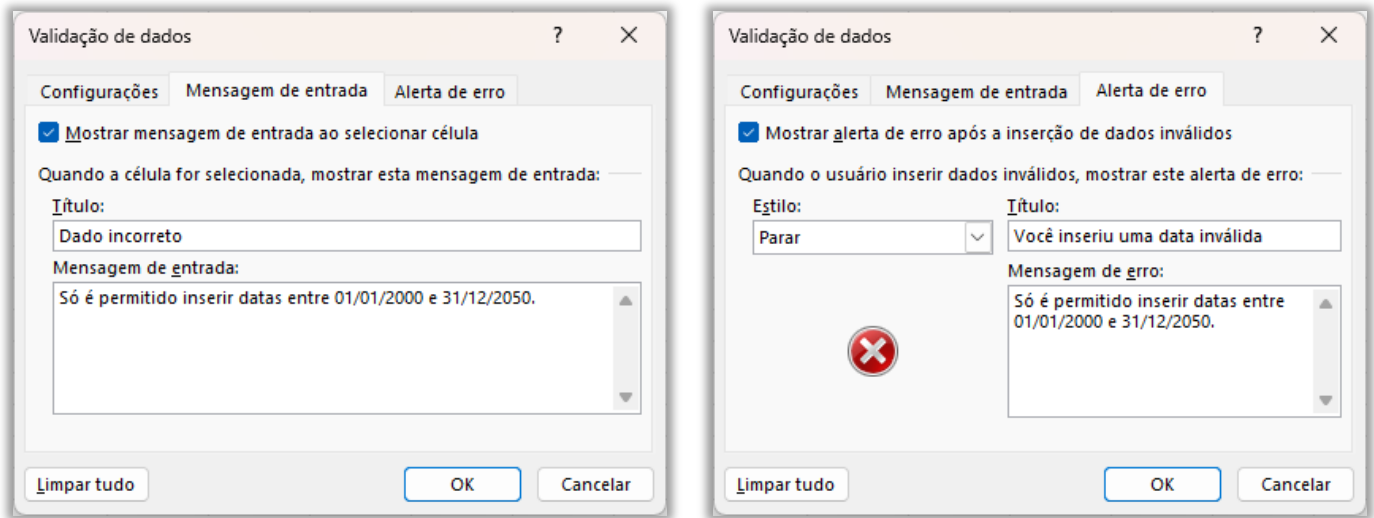 Validação de dados ? ×
Configurações Mensagem de entrada Alerta de erro
Mostrar mensagem de entrada ao selecionar célula
Quando a célula for selecionada, mostrar esta mensagem de entrada:
Título:
Dado incorreto
Mensagem de entrada:
Só é permitido inserir datas entre 01/01/2000 e 31/12/2050.
Limpar tudo OK Cancelar
Validação de dados ? ×
Configurações Mensagem de entrada Alerta de erro
Mostrar alerta de erro após a inserção de dados inválidos
Quando o usuário inserir dados inválidos, mostrar este alerta de erro:
Estilo: Título:
Parar Você inseriu uma data inválida
Mensagem de erro:
Só é permitido inserir datas entre
01/01/2000 e 31/12/2050.
Limpar tudo OK Cancelar